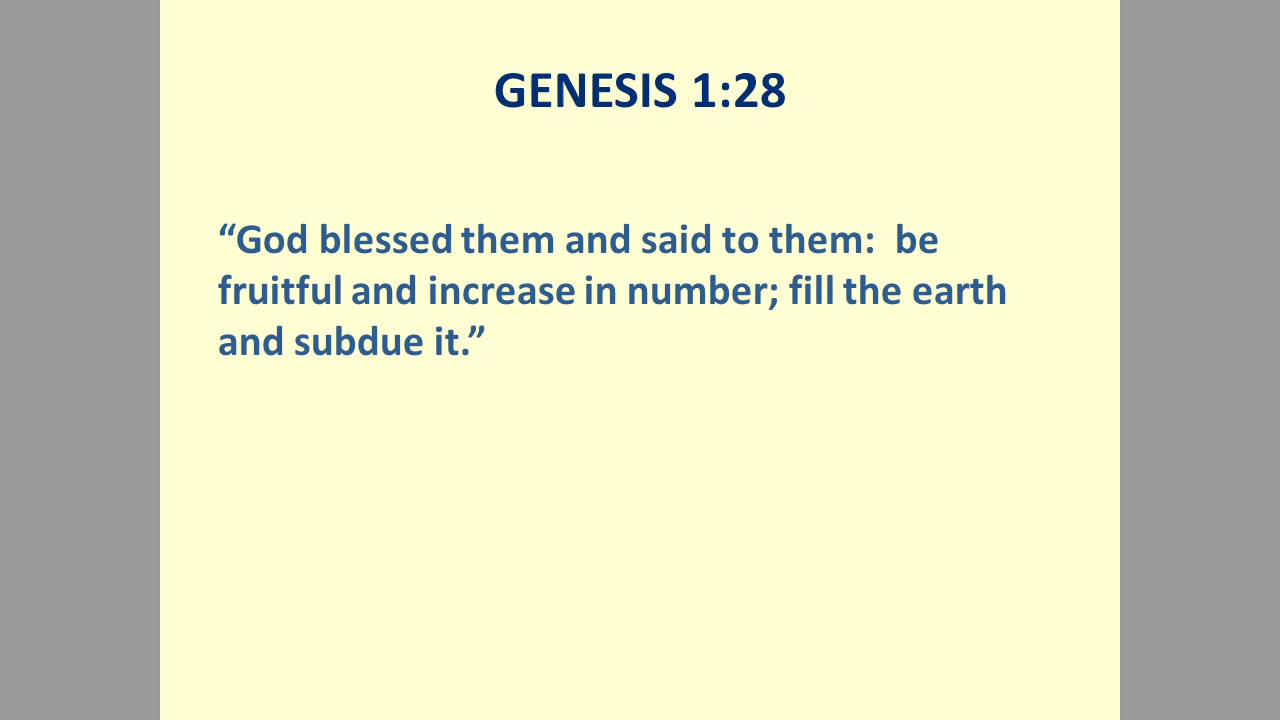 GENESIS 1:28
“God blessed them and said to them:  be
fruitful and increase in number; fill the earth
and subdue it.”